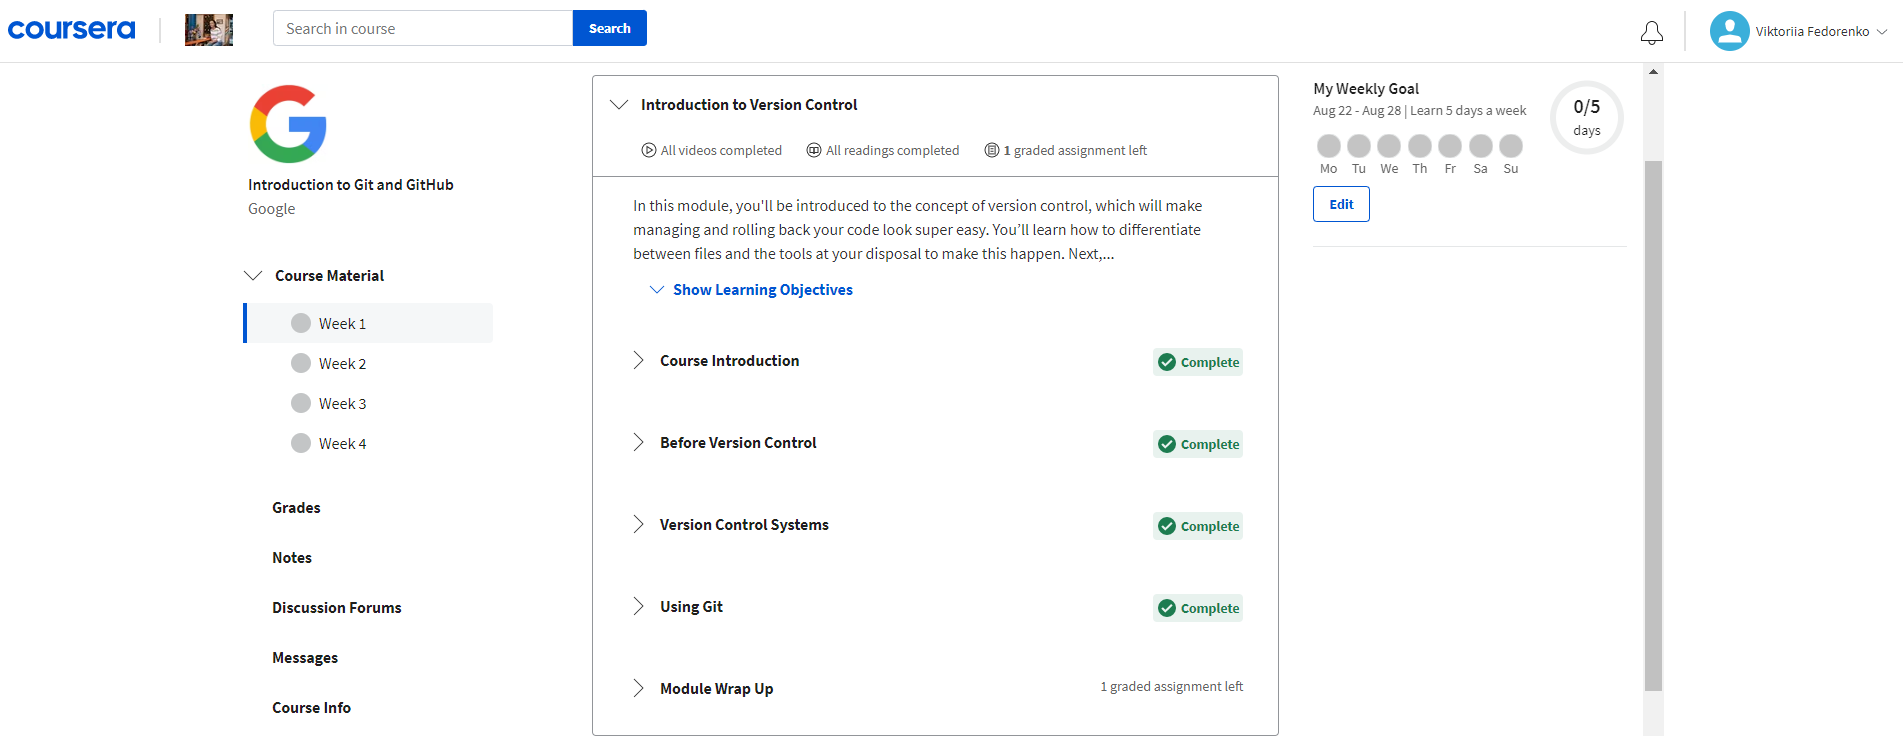 coursera
Search in course
Search
Viktoriia Fedorenko
Introduction to Git and GitHub
Google
Course Material
Week 1
Week 2
Week 3
Week 4
Grades
Notes
Discussion Forums
Messages
Course Info
Introduction to Version Control
All videos completed
All readings completed
1 graded assignment left
In this module, you'll be introduced to the concept of version control, which will make
managing and rolling back your code look super easy. You’ll learn how to differentiate
between files and the tools at your disposal to make this happen. Next,...
Show Learning Objectives
Course Introduction
Complete
Before Version Control
Complete
Version Control Systems
Complete
Using Git
Complete
Module Wrap Up
1 graded assignment left
My Weekly Goal
Aug 22 - Aug 28 | Learn 5 days a week
0/5
days
Mo Tu We Th Fr Sa Su
Edit